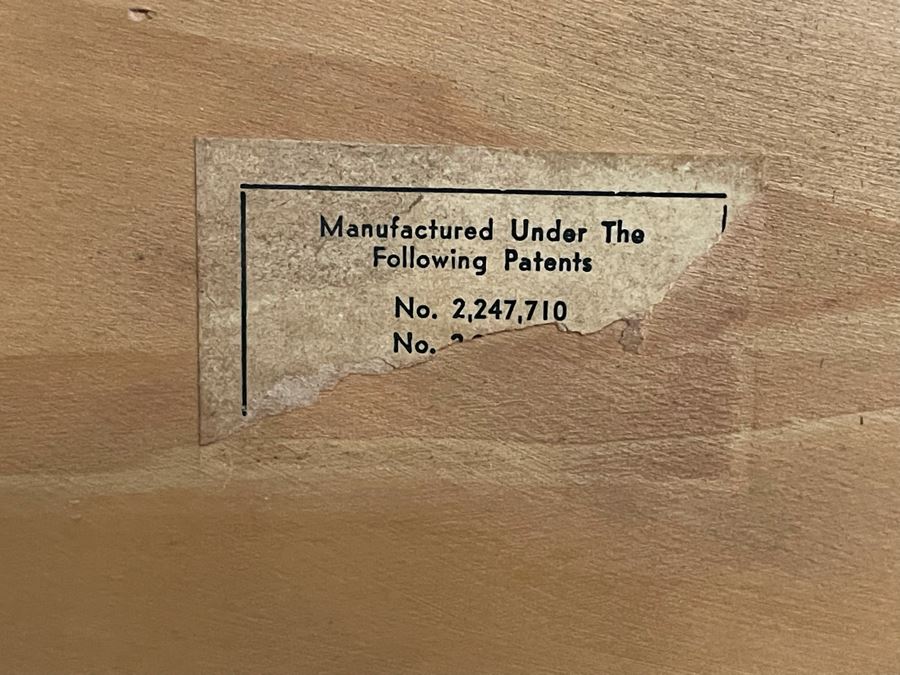 Manufactured Under The
Following Patents
No. 2,247,710
No.